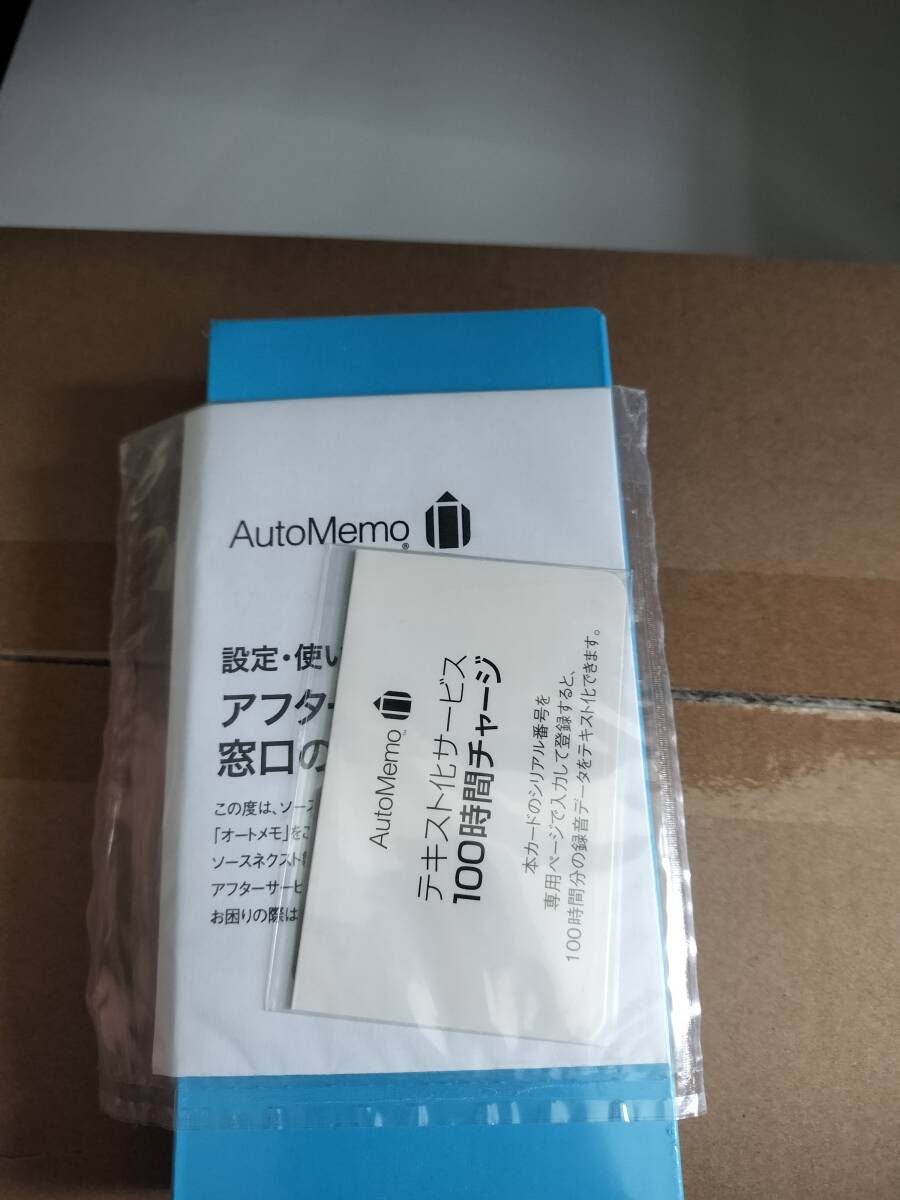 AutoMemo®
設定・使い
アフター
窓口の
この度は、ソース
「オートメモ」をこ
ソースネクスト
アフターサービ
お困りの際は
AutoMemo™
テキスト化サービス
100時間チャージ
本カードのシリアル番号を
専用ページで入力して登録すると、
100時間分の録音データをテキスト化できます。